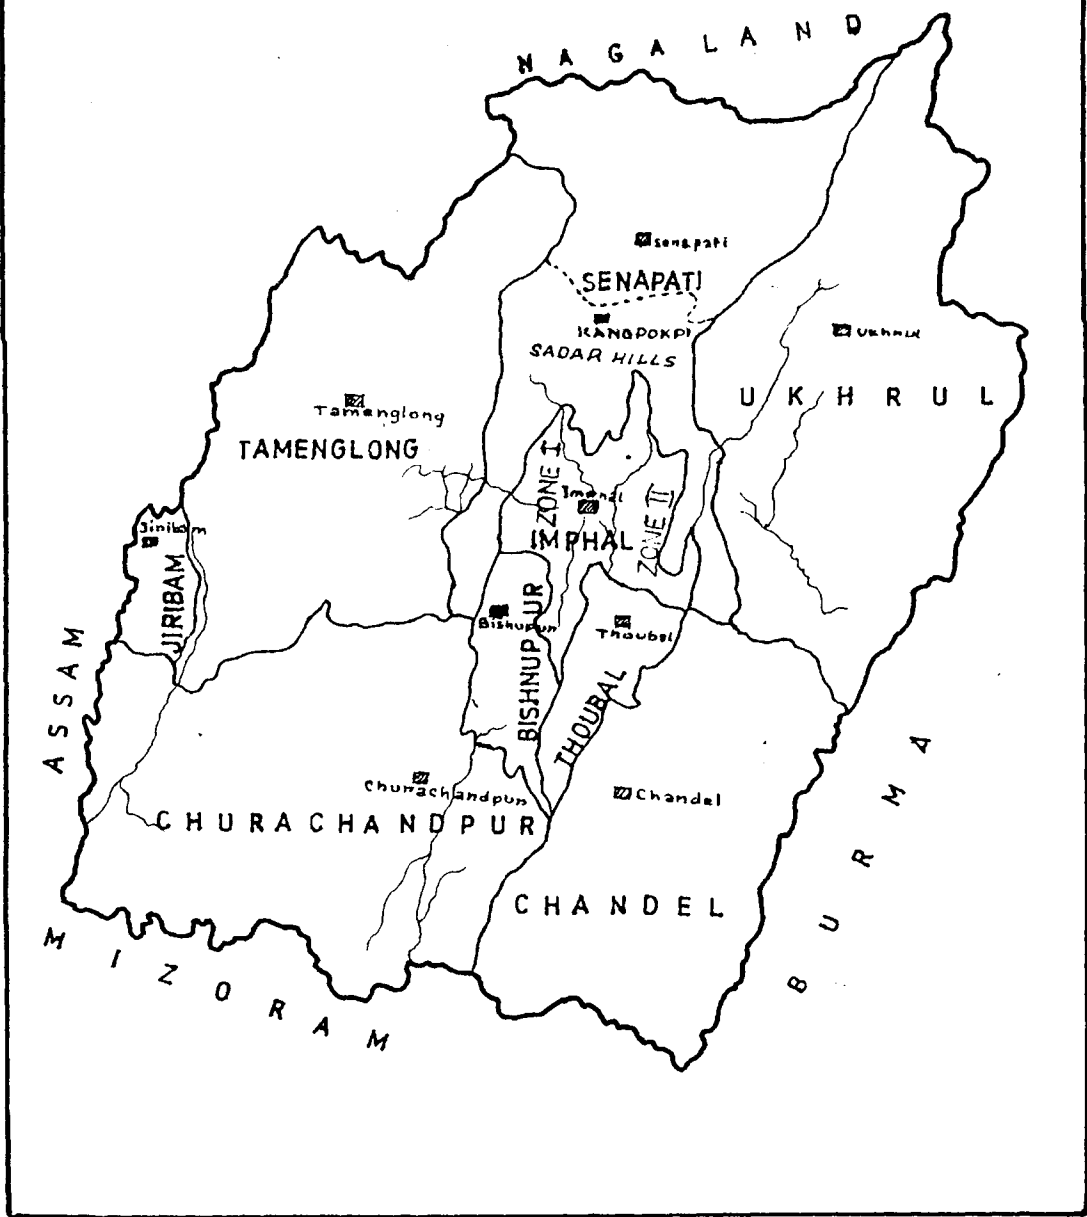 NAGALAND
senapati
SENAPATI
KANGPOKPI
SADAR HILLS
Ukhrul
UKHRUL
Tamenglong
TAMENGLONG
ZONE I
Imphal
ZONE II
IMPHAL
Jiribam
JIRIBAM
Bishupur
BISHNUPUR
Thoubal
THOUBAL
ASSAM
Churachandpur
CHURACHANDPUR
Chandel
CHANDEL
BURMA
MIZORAM